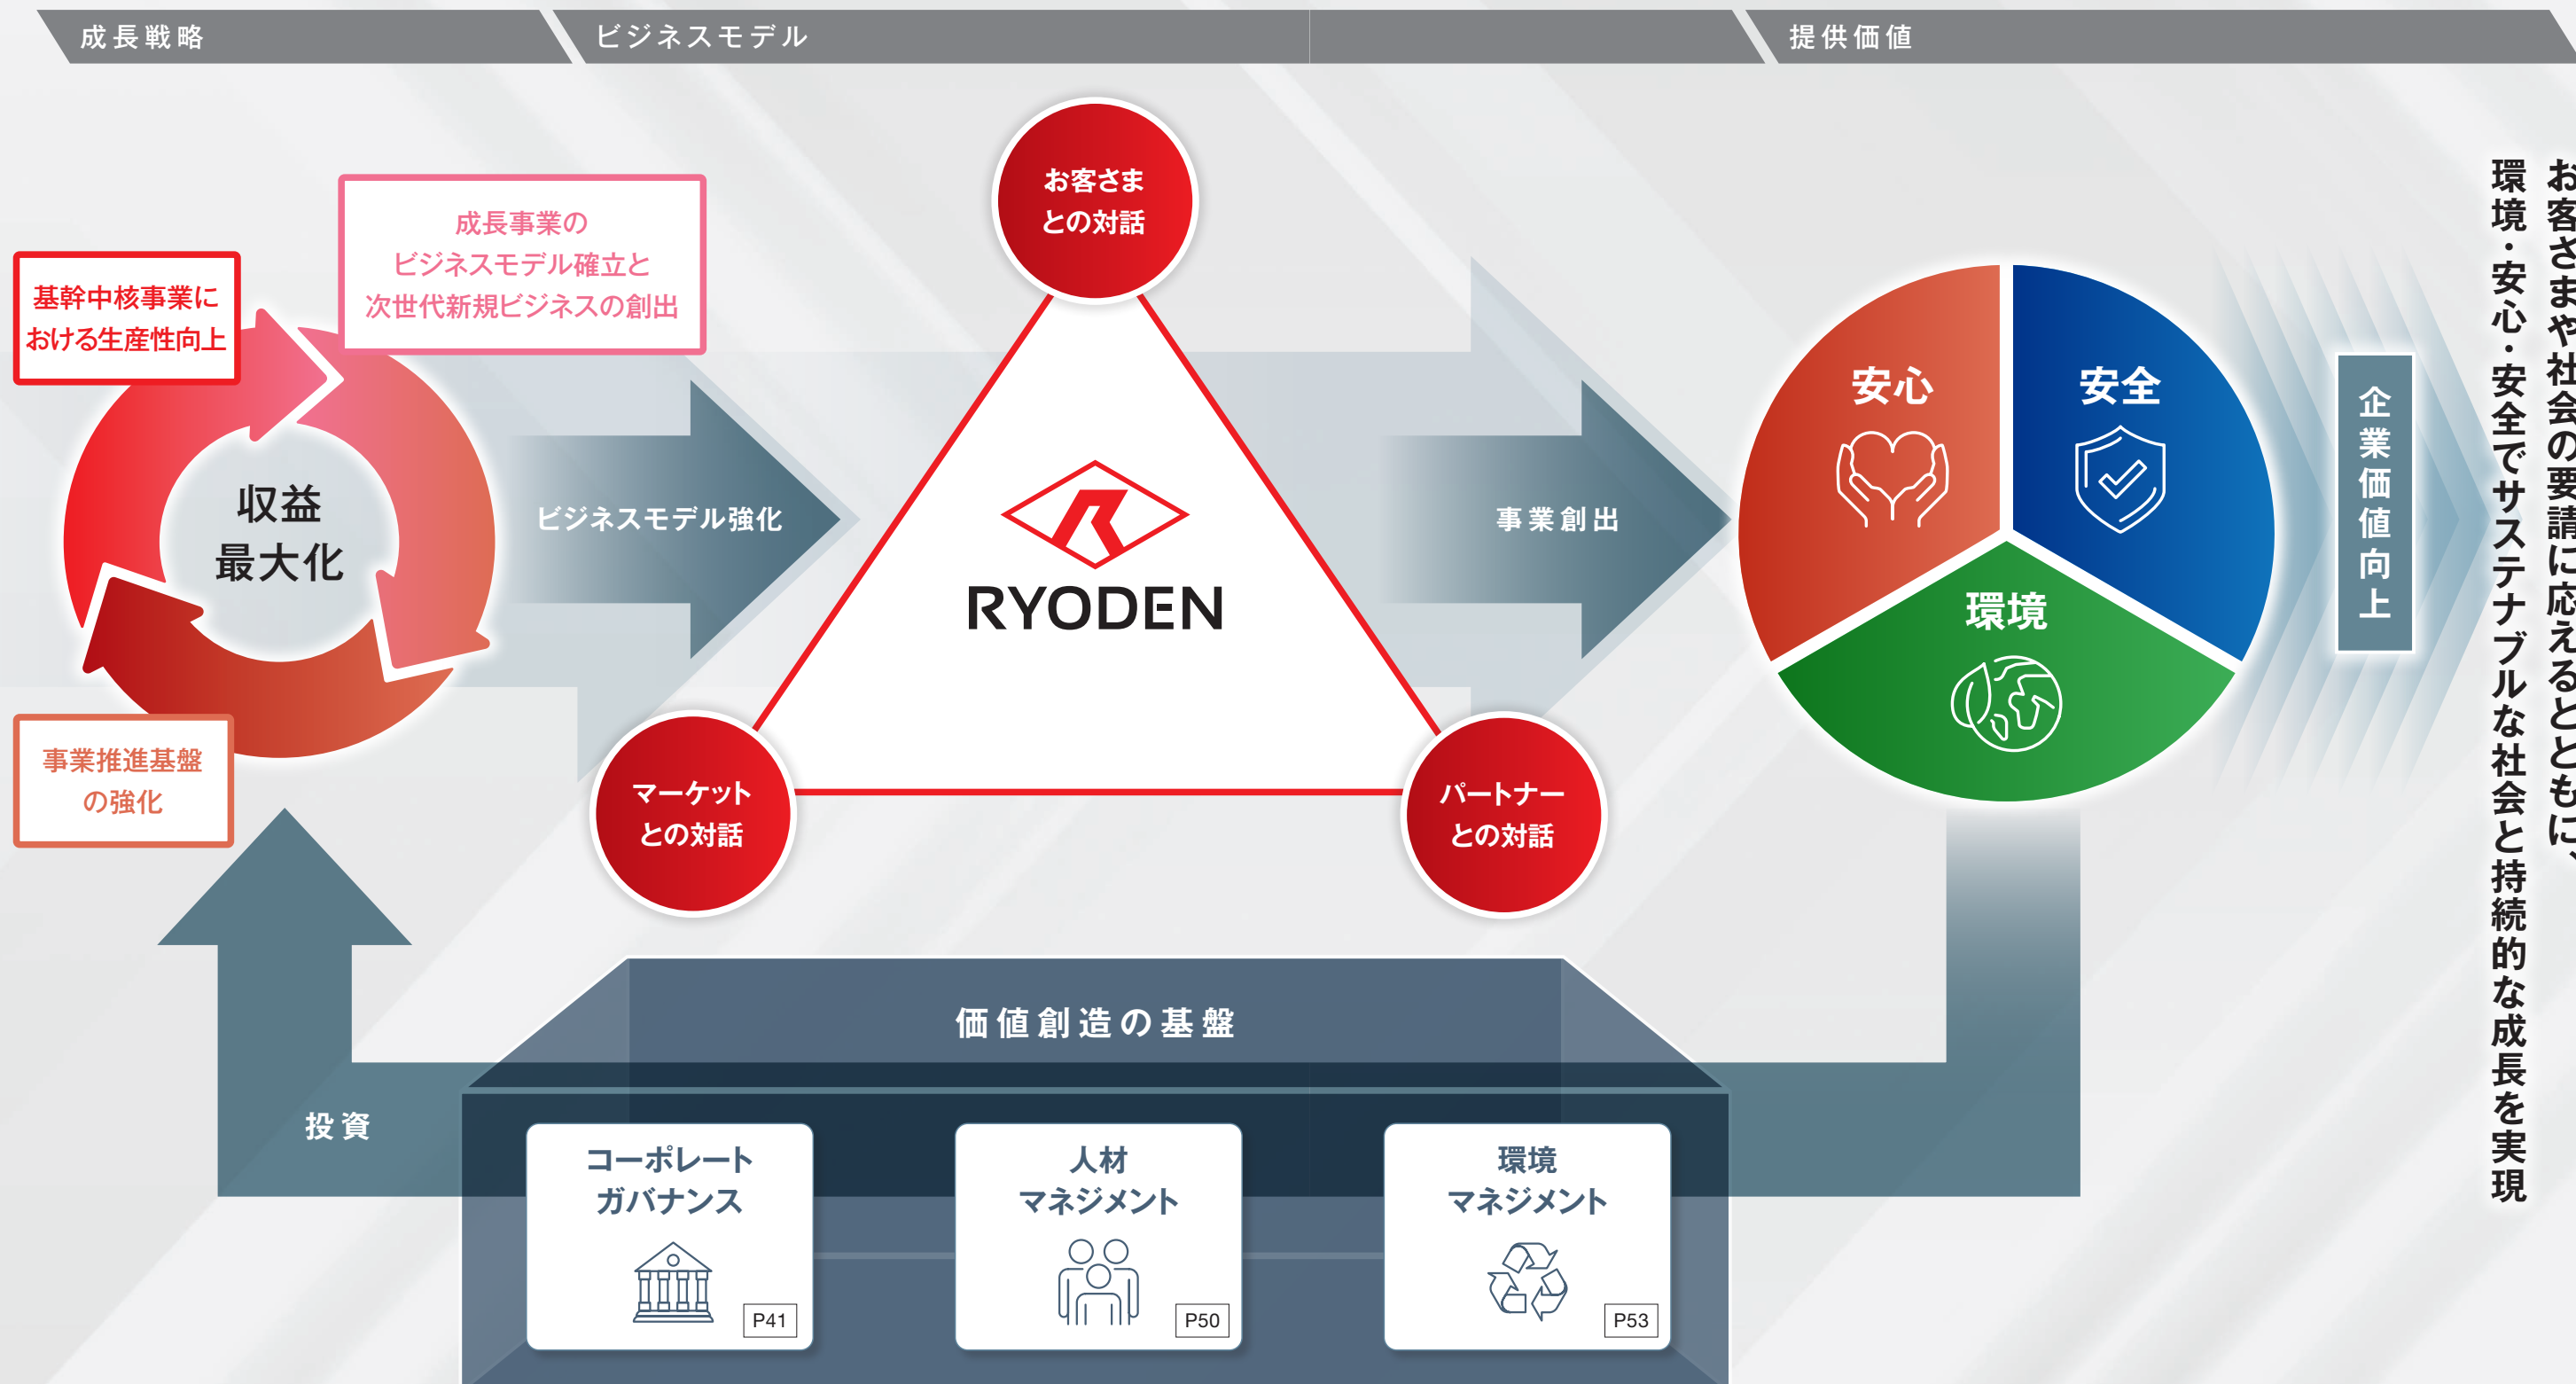 成長戦略
ビジネスモデル
提供価値
基幹中核事業に
おける生産性向上
成長事業の
ビジネスモデル確立と
次世代新規ビジネスの創出
収益
最大化
事業推進基盤
の強化
ビジネスモデル強化
お客さま
との対話
RYODEN
マーケット
との対話
パートナー
との対話
事業創出
安心
安全
環境
企業価値向上
お客さまや社会の要請に応えるとともに、
環境・安心・安全でサステナブルな社会と持続的な成長を実現
投資
価値創造の基盤
コーポレート
ガバナンス
P41
人材
マネジメント
P50
環境
マネジメント
P53